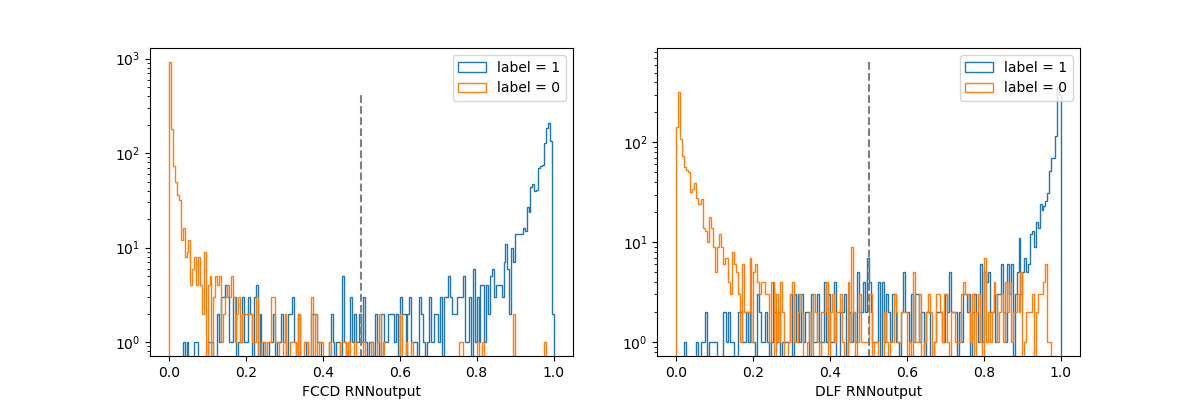 10³
10²
10¹
10⁰
label = 1
label = 0
0.0 0.2 0.4 0.6 0.8 1.0
FCCD RNNoutput
10²
10¹
10⁰
label = 1
label = 0
0.0 0.2 0.4 0.6 0.8 1.0
DLF RNNoutput